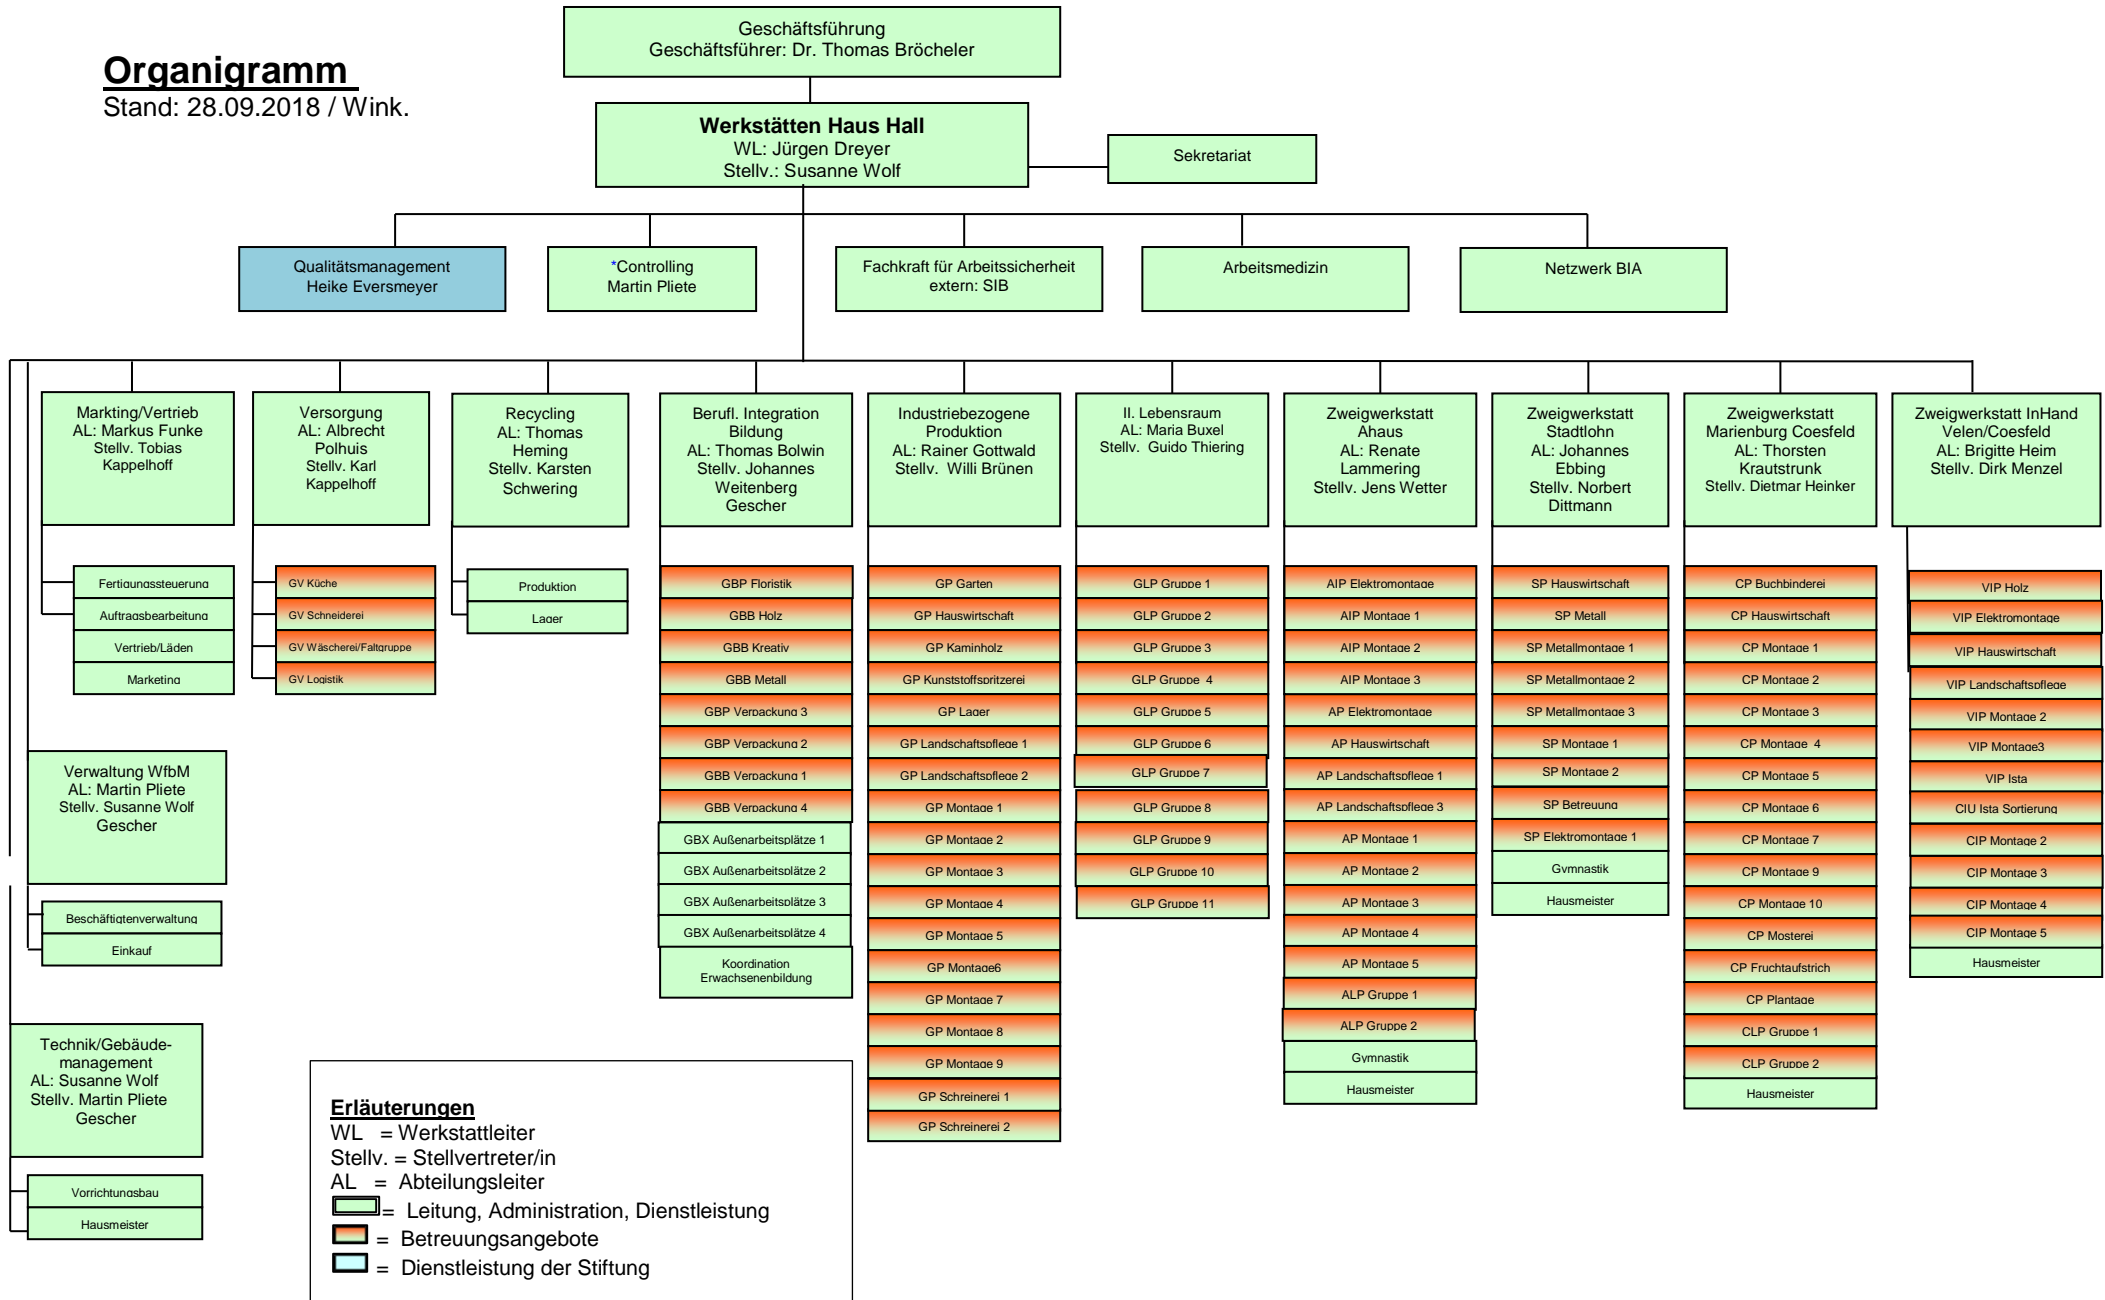 Organigramm
Stand: 28.09.2018 / Wink.
Geschäftsführung
Geschäftsführer: Dr. Thomas Bröcheler
Werkstätten Haus Hall
WL: Jürgen Dreyer
Stellv.: Susanne Wolf
Sekretariat
Qualitätsmanagement
Heike Eversmeyer
*Controlling
Martin Pliete
Fachkraft für Arbeitssicherheit
extern: SIB
Arbeitsmedizin
Netzwerk BIA
Markting/Vertrieb
AL: Markus Funke
Stellv. Tobias
Kappelhoff
Fertigungssteuerung
Auftragsbearbeitung
Vertrieb/Läden
Marketing
Versorgung
AL: Albrecht
Polhuis
Stellv. Karl
Kappelhoff
GV Küche
GV Schneiderei
GV Wäscherei/Faltgruppe
GV Logistik
Recycling
AL: Thomas
Heming
Stellv. Karsten
Schwering
Produktion
Lager
Berufl. Integration
Bildung
AL: Thomas Bolwin
Stellv. Johannes
Weitenberg
Gescher
GBP Floristik
GBB Holz
GBB Kreativ
GBB Metall
GBP Verpackung 3
GBP Verpackung 2
GBB Verpackung 1
GBB Verpackung 4
GBX Außenarbeitsplätze 1
GBX Außenarbeitsplätze 2
GBX Außenarbeitsplätze 3
GBX Außenarbeitsplätze 4
Koordination
Erwachsenenbildung
Industriebezogene
Produktion
AL: Rainer Gottwald
Stellv. Willi Brünen
GP Garten
GP Hauswirtschaft
GP Kaminholz
GP Kunststoffspritzerei
GP Lager
GP Landschaftspflege 1
GP Landschaftspflege 2
GP Montage 1
GP Montage 2
GP Montage 3
GP Montage 4
GP Montage 5
GP Montage6
GP Montage 7
GP Montage 8
GP Montage 9
GP Schreinerei 1
GP Schreinerei 2
II. Lebensraum
AL: Maria Buxel
Stellv. Guido Thiering
GLP Gruppe 1
GLP Gruppe 2
GLP Gruppe 3
GLP Gruppe 4
GLP Gruppe 5
GLP Gruppe 6
GLP Gruppe 7
GLP Gruppe 8
GLP Gruppe 9
GLP Gruppe 10
GLP Gruppe 11
Zweigwerkstatt
Ahaus
AL: Renate
Lammering
Stellv. Jens Wetter
AIP Elektromontage
AIP Montage 1
AIP Montage 2
AIP Montage 3
AP Elektromontage
AP Hauswirtschaft
AP Landschaftspflege 1
AP Landschaftspflege 3
AP Montage 1
AP Montage 2
AP Montage 3
AP Montage 4
AP Montage 5
ALP Gruppe 1
ALP Gruppe 2
Gymnastik
Hausmeister
Zweigwerkstatt
Stadtlohn
AL: Johannes
Ebbing
Stellv. Norbert
Dittmann
SP Hauswirtschaft
SP Metall
SP Metallmontage 1
SP Metallmontage 2
SP Metallmontage 3
SP Montage 1
SP Montage 2
SP Betreuung
SP Elektromontage 1
Gymnastik
Hausmeister
Zweigwerkstatt
Marienburg Coesfeld
AL: Thorsten
Krautstrunk
Stellv. Dietmar Heinker
CP Buchbinderei
CP Hauswirtschaft
CP Montage 1
CP Montage 2
CP Montage 3
CP Montage 4
CP Montage 5
CP Montage 6
CP Montage 7
CP Montage 9
CP Montage 10
CP Mosterei
CP Fruchtaufstrich
CP Plantage
CLP Gruppe 1
CLP Gruppe 2
Hausmeister
Zweigwerkstatt InHand
Velen/Coesfeld
AL: Brigitte Heim
Stellv. Dirk Menzel
VIP Holz
VIP Elektromontage
VIP Hauswirtschaft
VIP Landschaftspflege
VIP Montage 2
VIP Montage3
VIP Ista
CIU Ista Sortierung
CIP Montage 2
CIP Montage 3
CIP Montage 4
CIP Montage 5
Hausmeister
Verwaltung WfbM
AL: Martin Pliete
Stellv. Susanne Wolf
Gescher
Beschäftigtenverwaltung
Einkauf
Technik/Gebäude-
management
AL: Susanne Wolf
Stellv. Martin Pliete
Gescher
Vorrichtungsbau
Hausmeister
Erläuterungen
WL = Werkstattleiter
Stellv. = Stellvertreter/in
AL = Abteilungsleiter
= Leitung, Administration, Dienstleistung
= Betreuungsangebote
= Dienstleistung der Stiftung